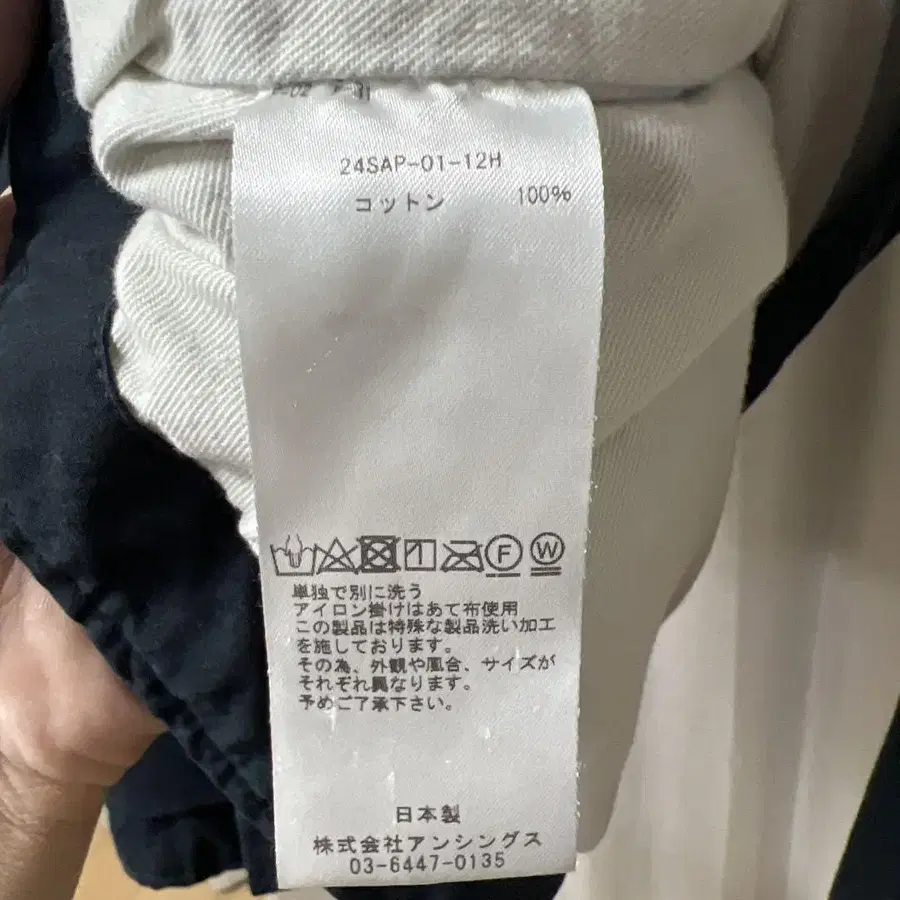 24SAP-01-12H
コットン 100%
F
W
単独で別に洗う
アイロン掛けはあて布使用
この製品は特殊な製品洗い加工
を施しております。
その為、外観や風合、サイズが
それぞれ異なります。
予めご了承下さい。
日本製
株式会社アンシングス
03-6447-0135